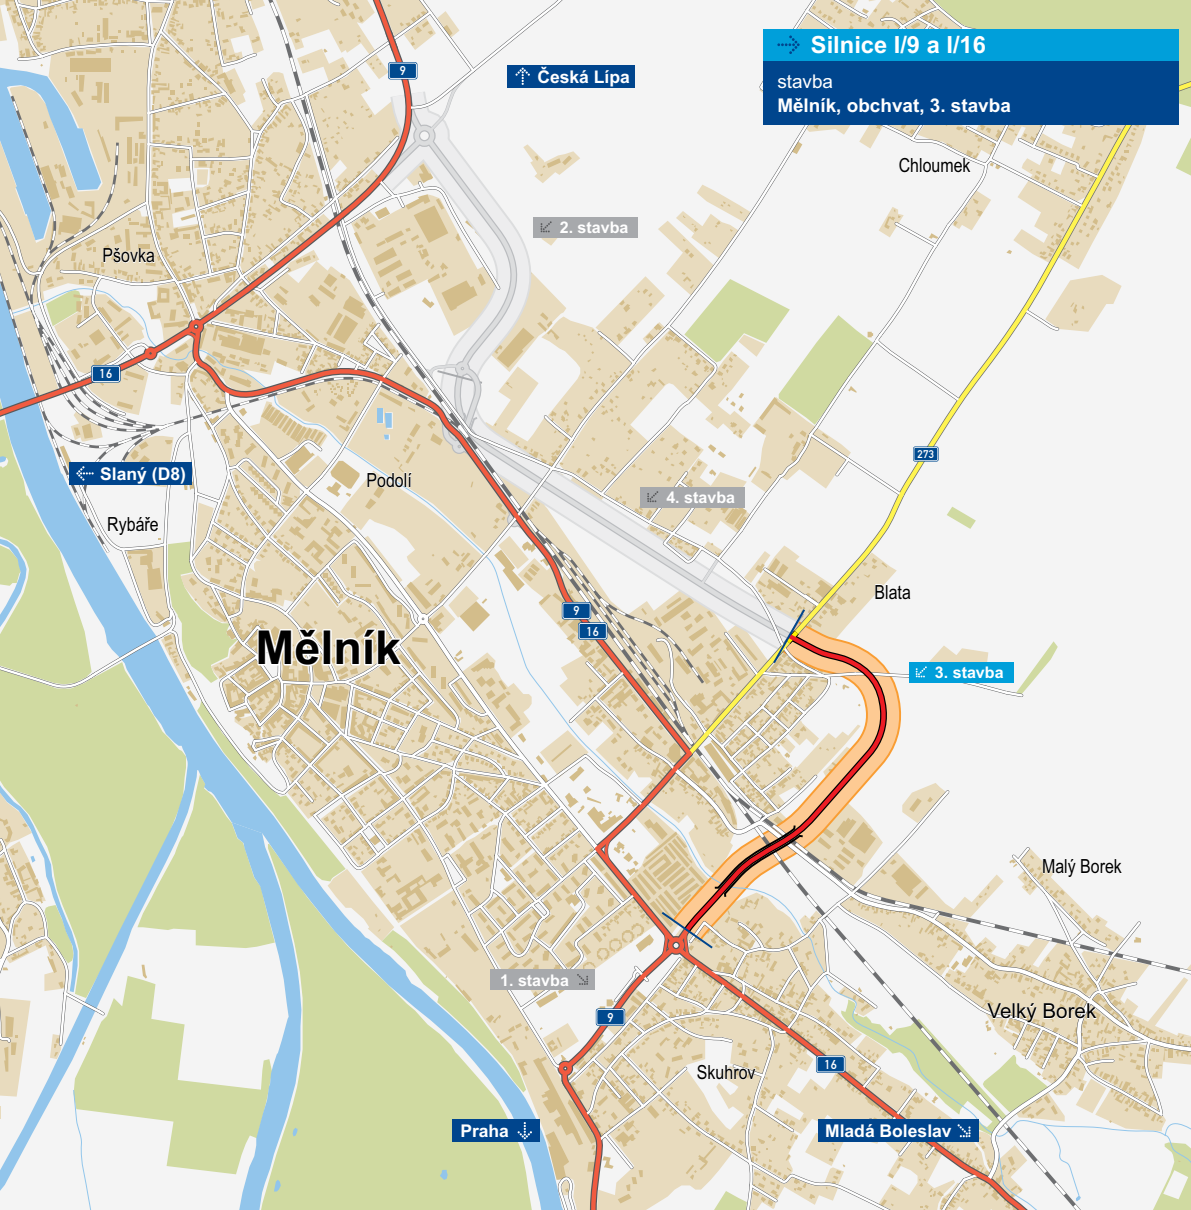 Silnice I/9 a I/16
stavba
Mělník, obchvat, 3. stavba
9
Česká Lípa
Chloumek
2. stavba
Pšovka
16
273
Slaný (D8)
Podolí
4. stavba
Rybáře
Blata
9
16
Mělník
3. stavba
Malý Borek
1. stavba
9
Velký Borek
16
Skuhrov
Praha
Mladá Boleslav